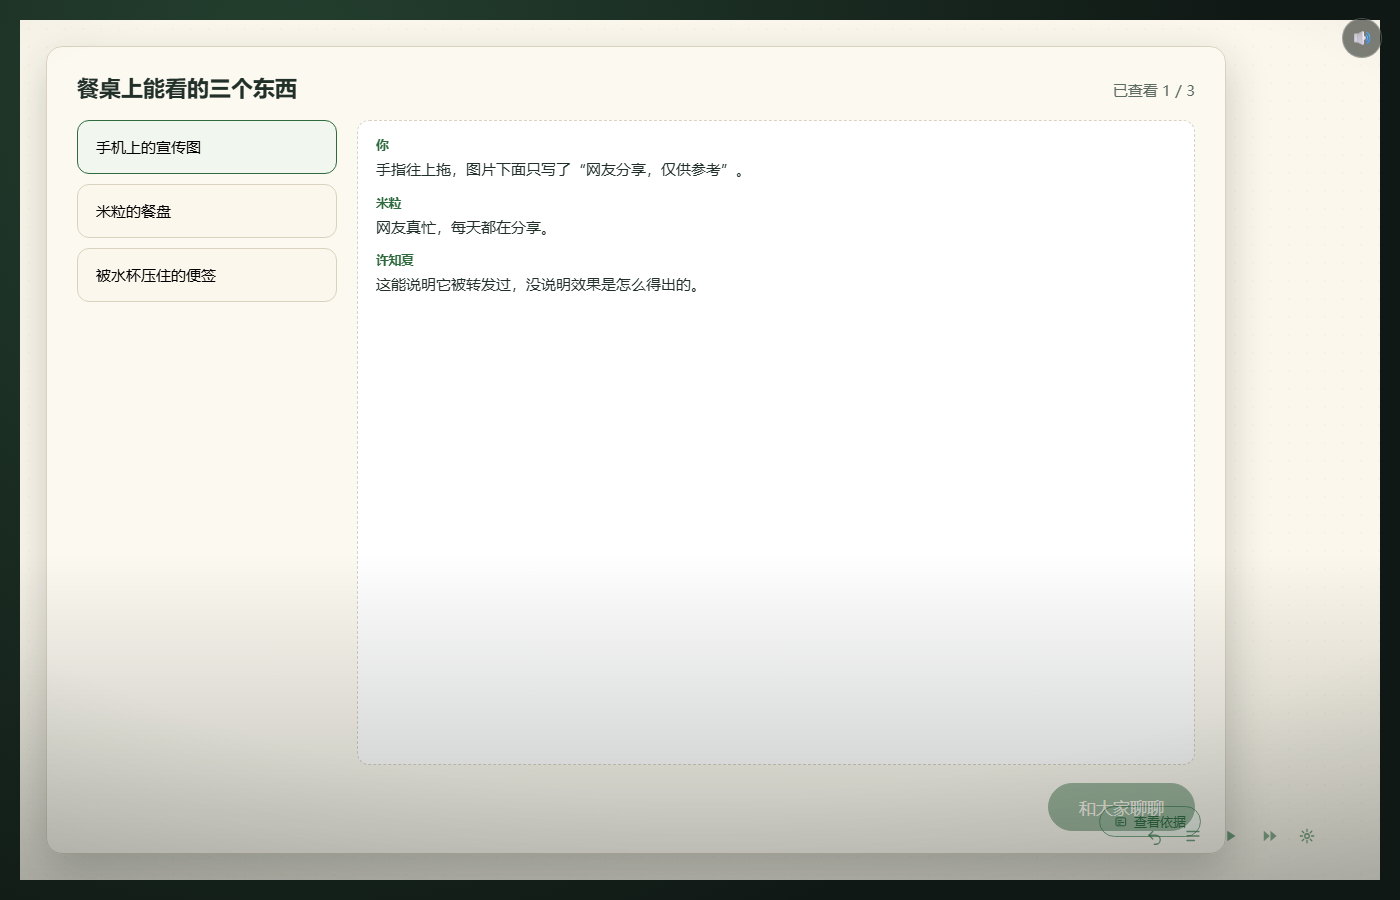 餐桌上能看的三个东西
已查看 1 / 3
手机上的宣传图
米粒的餐盘
被水杯压住的便签
你
手指往上拖，图片下面只写了“网友分享，仅供参考”。
米粒
网友真忙，每天都在分享。
许知夏
这能说明它被转发过，没说明效果是怎么得出的。
和大家聊聊
查看依据